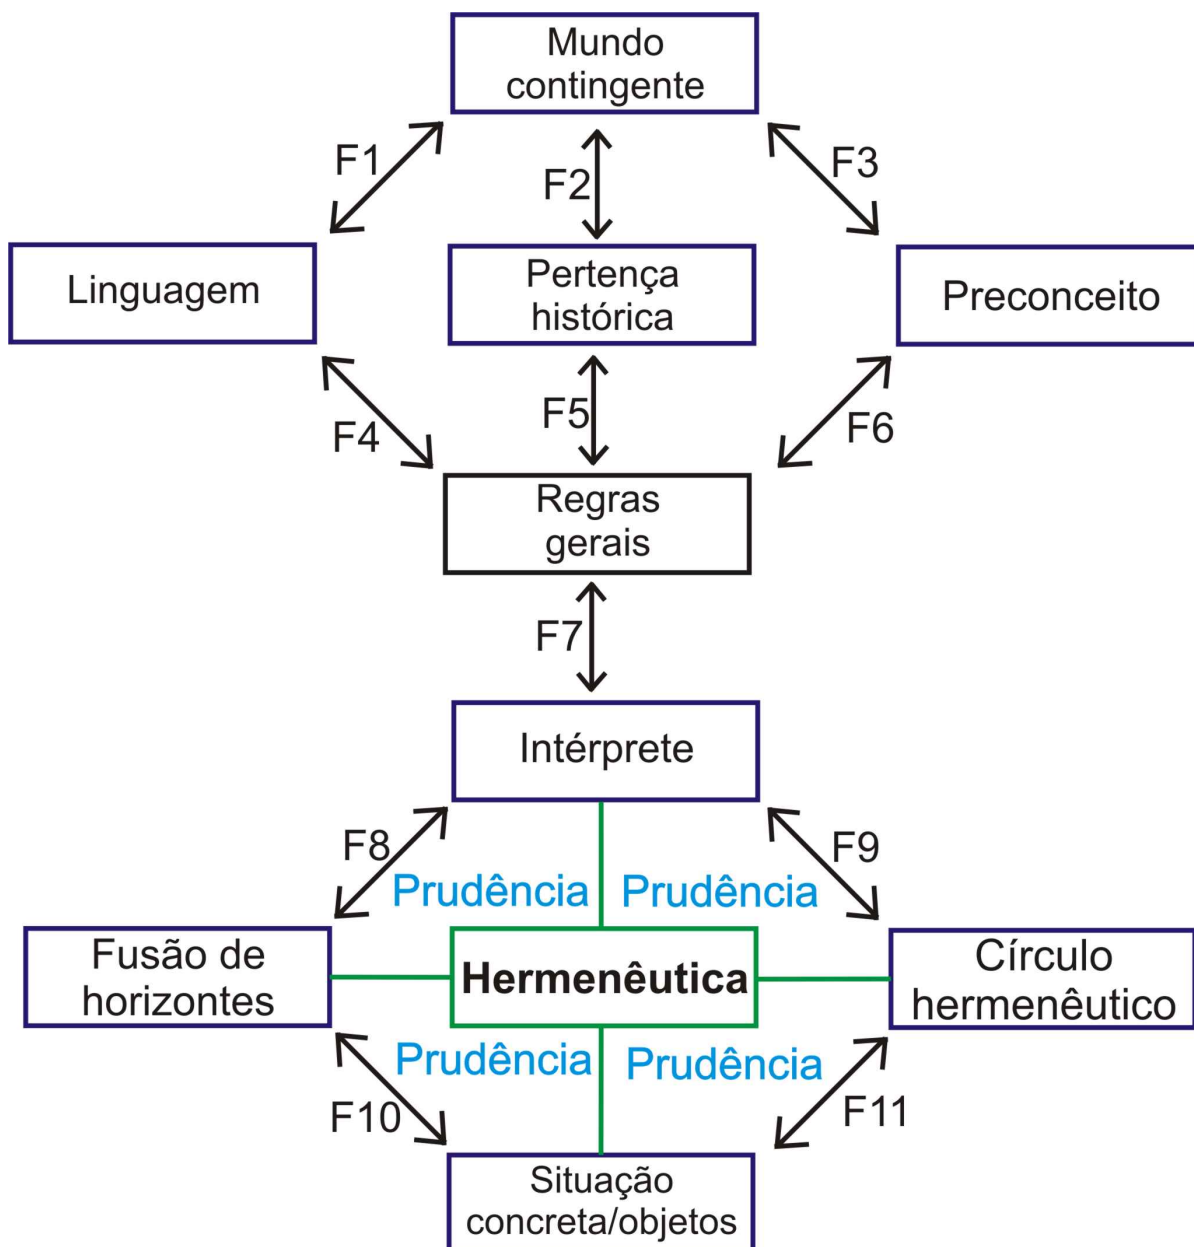 Mundo
contingente
F1
F2
F3
Linguagem
Pertença
histórica
Preconceito
F4
F5
F6
Regras
gerais
F7
Intérprete
F8
F9
Prudência
Prudência
Fusão de
horizontes
Hermenêutica
Círculo
hermenêutico
Prudência
Prudência
F10
F11
Situação
concreta/objetos